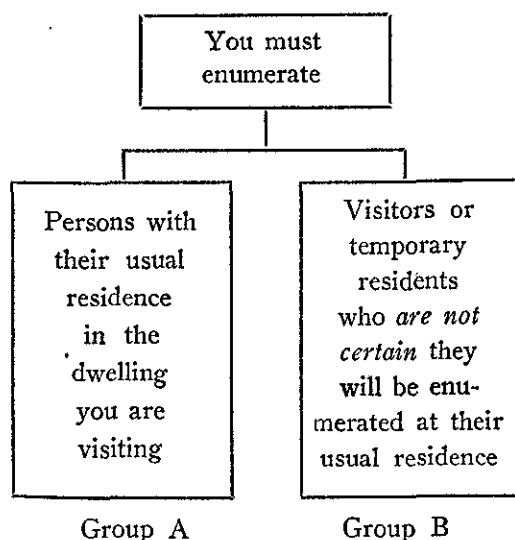 You must
enumerate
Persons with
their usual
residence
in the
dwelling
you are
visiting
Visitors or
temporary
residents
who are not
certain they
will be enu-
merated at their
usual residence
Group A
Group B